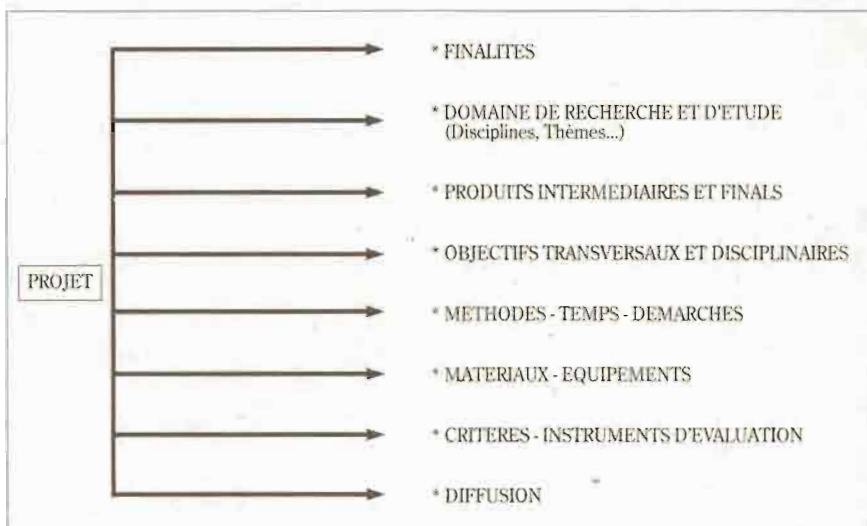 * FINALITES
* DOMAINE DE RECHERCHE ET D'ETUDE
(Disciplines, Thèmes...)
* PRODUITS INTERMEDIAIRES ET FINALS
* OBJECTIFS TRANSVERSAUX ET DISCIPLINAIRES
PROJET
* METHODES - TEMPS - DEMARCHES
* MATERIAUX - EQUIPEMENTS
* CRITERES - INSTRUMENTS D'EVALUATION
* DIFFUSION